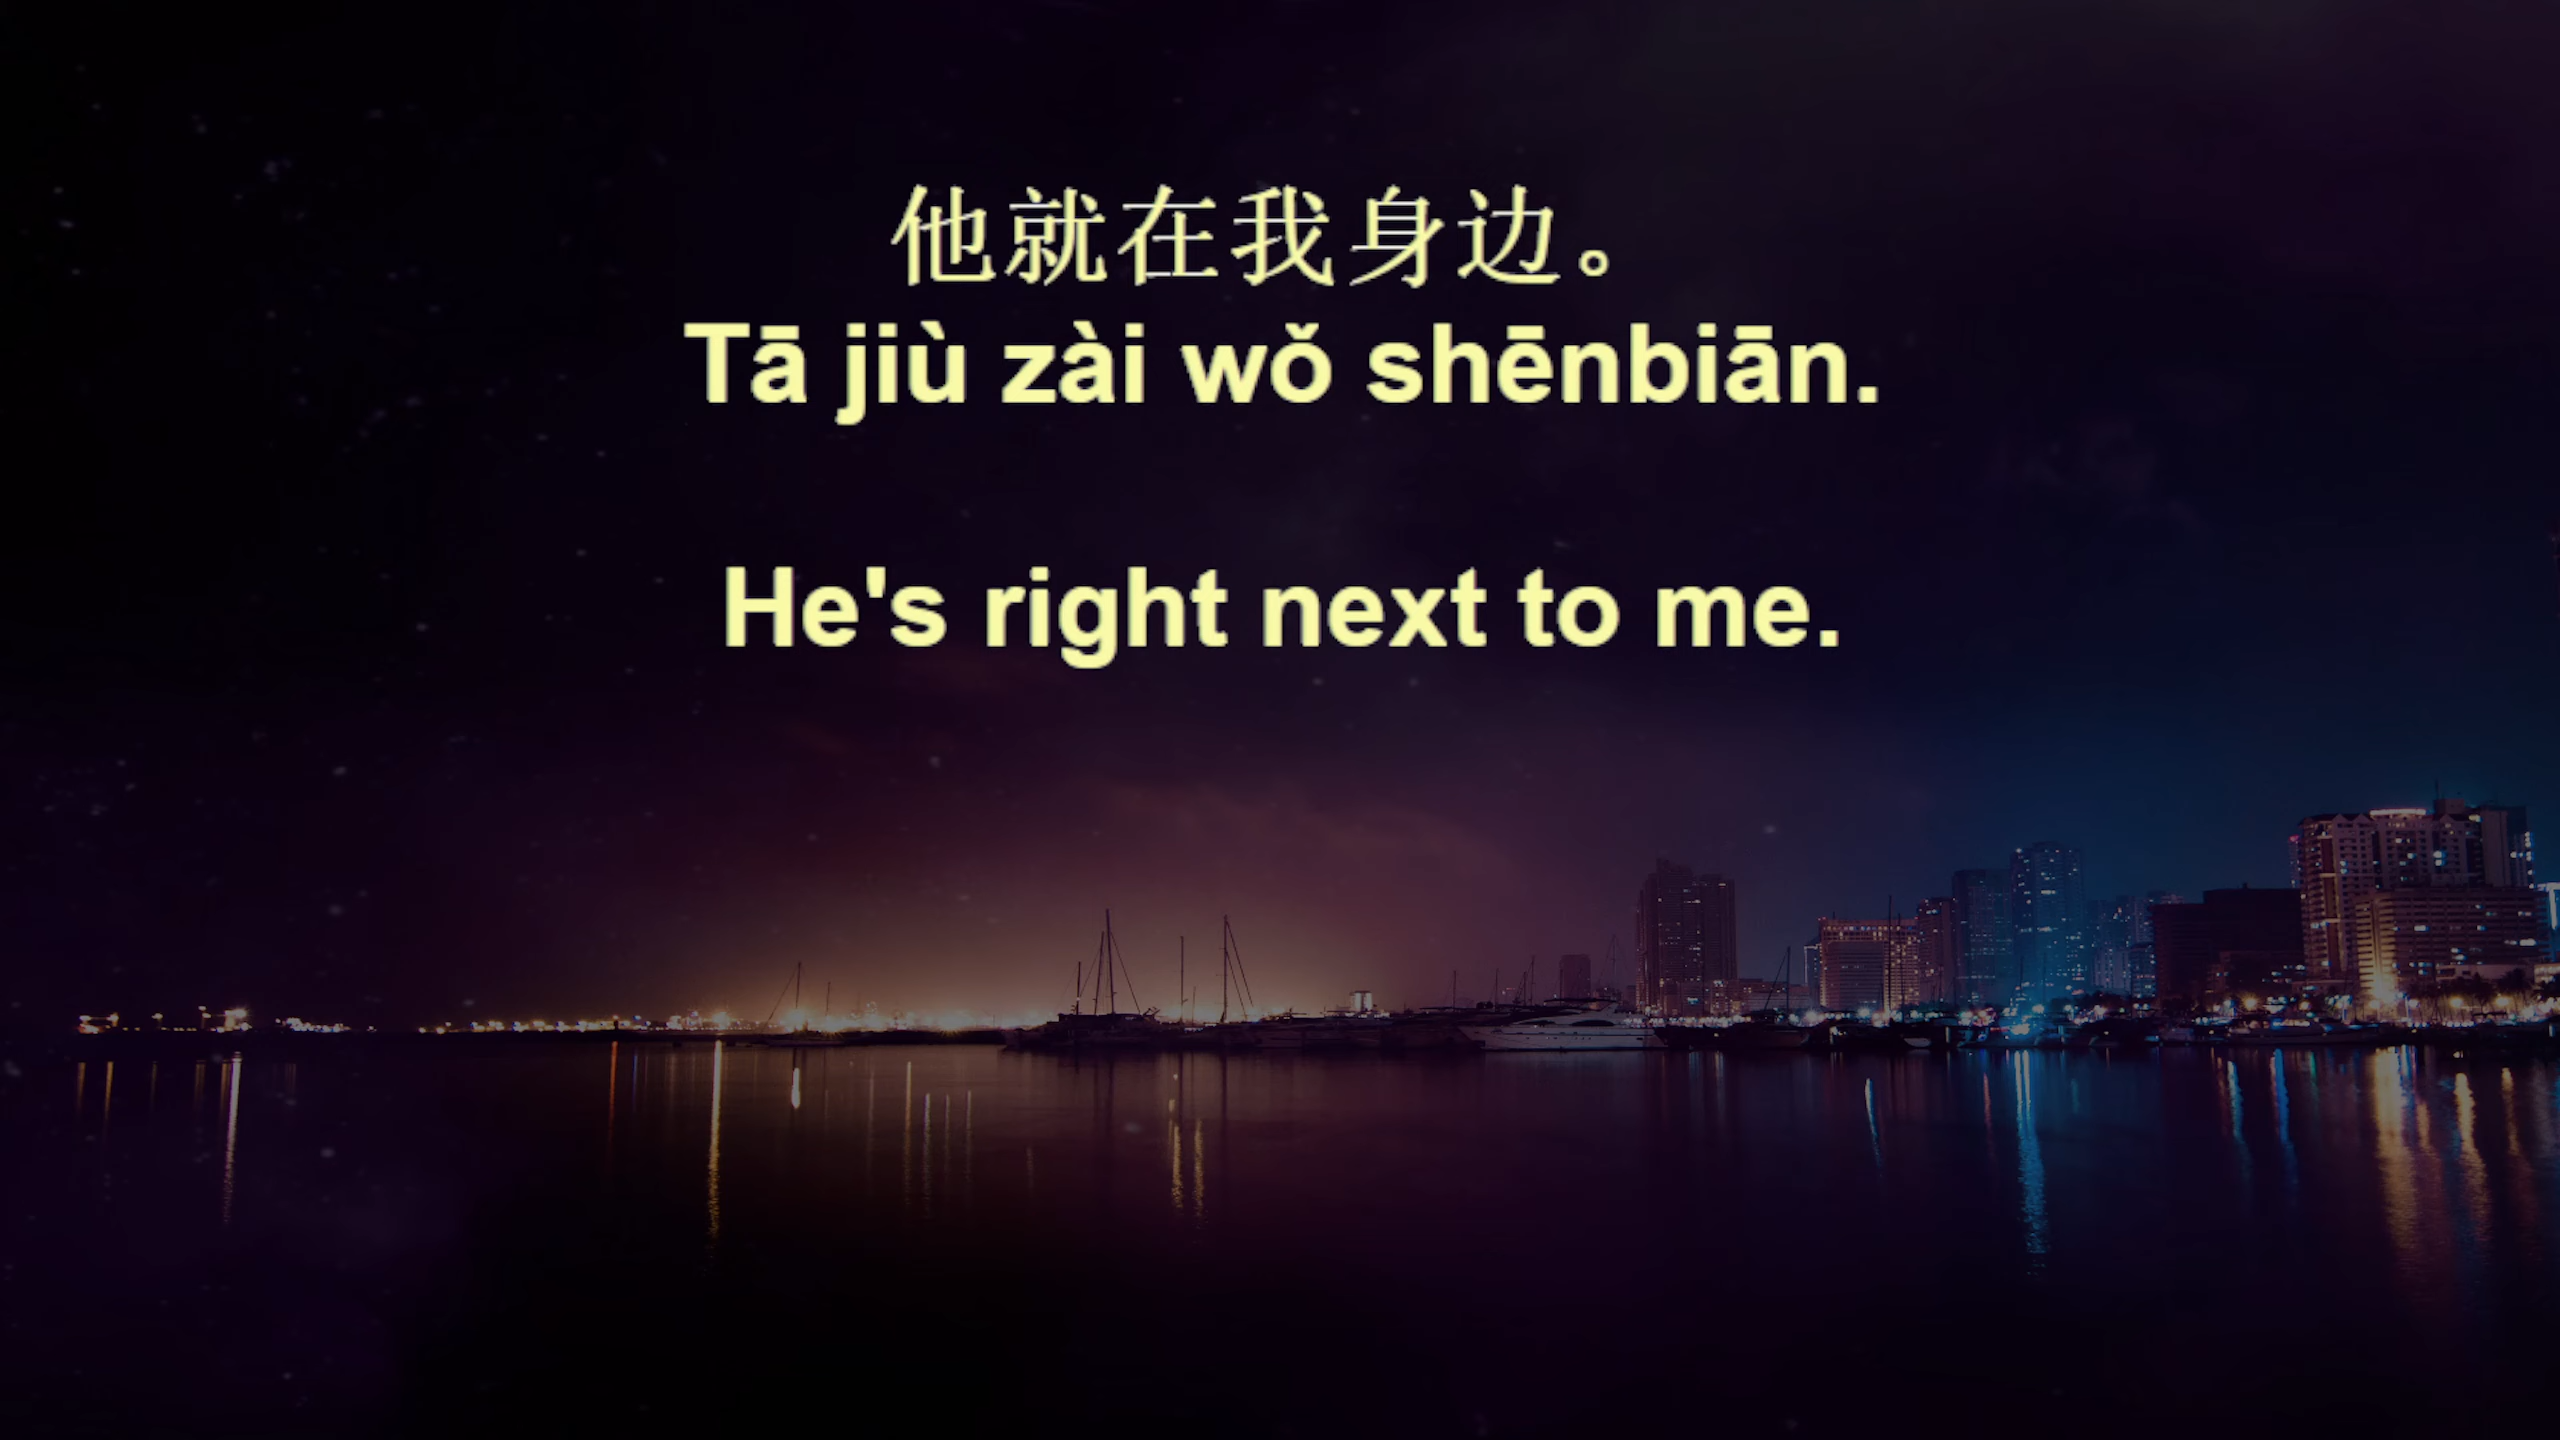 他就在我身边。
Tā jiù zài wǒ shēnbiān.
He's right next to me.